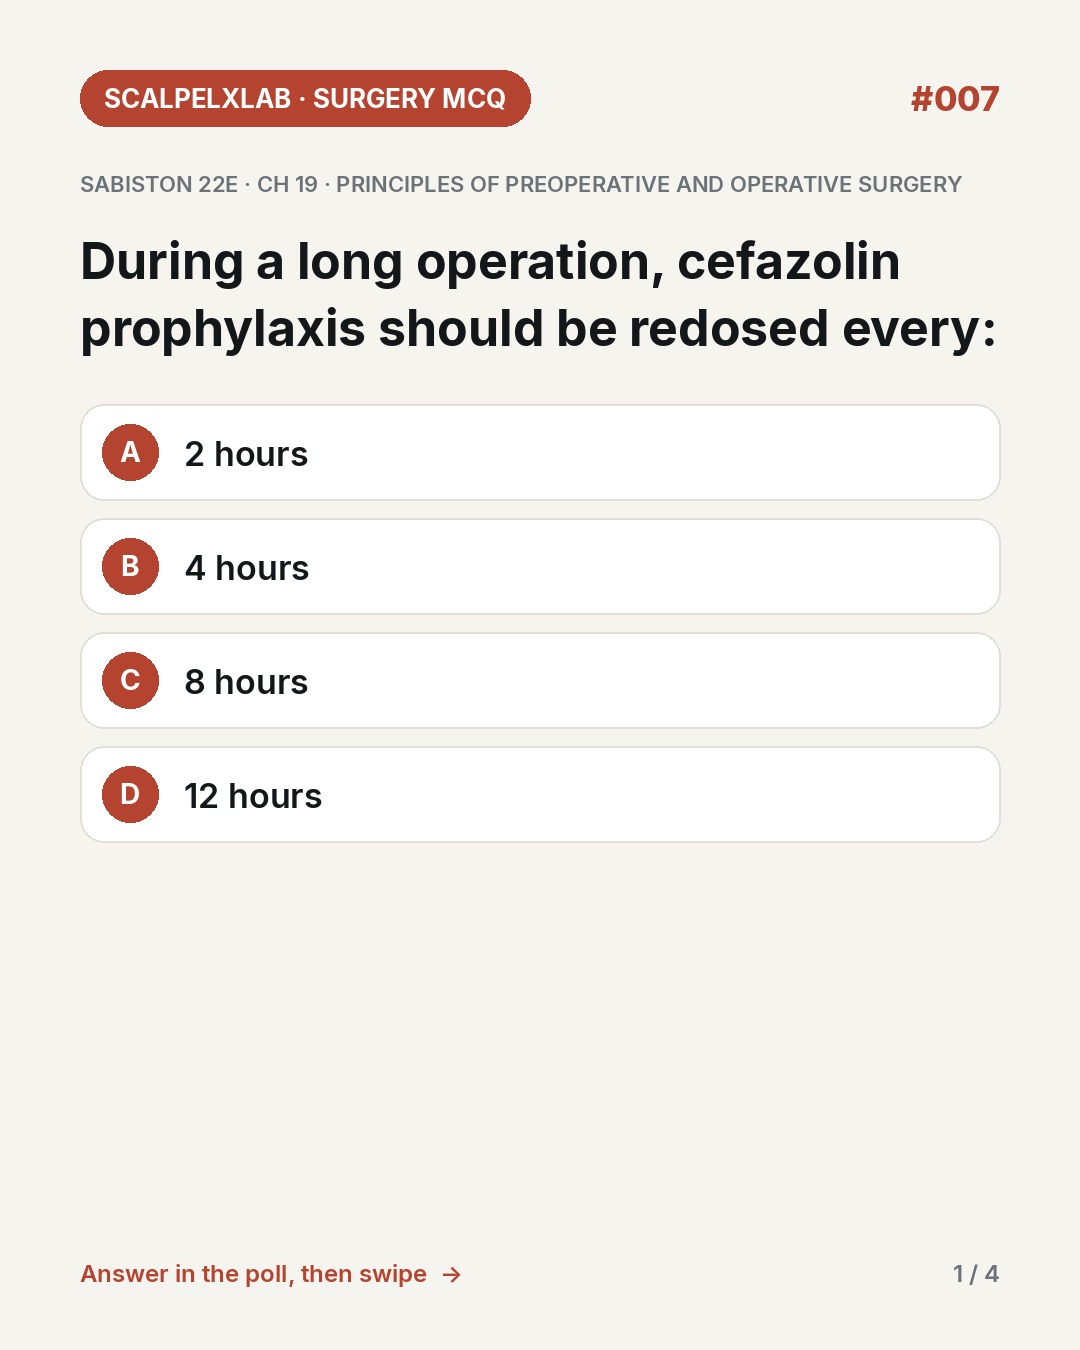 SCALPELXLAB · SURGERY MCQ
#007
SABISTON 22E · CH 19 · PRINCIPLES OF PREOPERATIVE AND OPERATIVE SURGERY
During a long operation, cefazolin
prophylaxis should be redosed every:
A 2 hours
B 4 hours
C 8 hours
D 12 hours
Answer in the poll, then swipe →
1 / 4